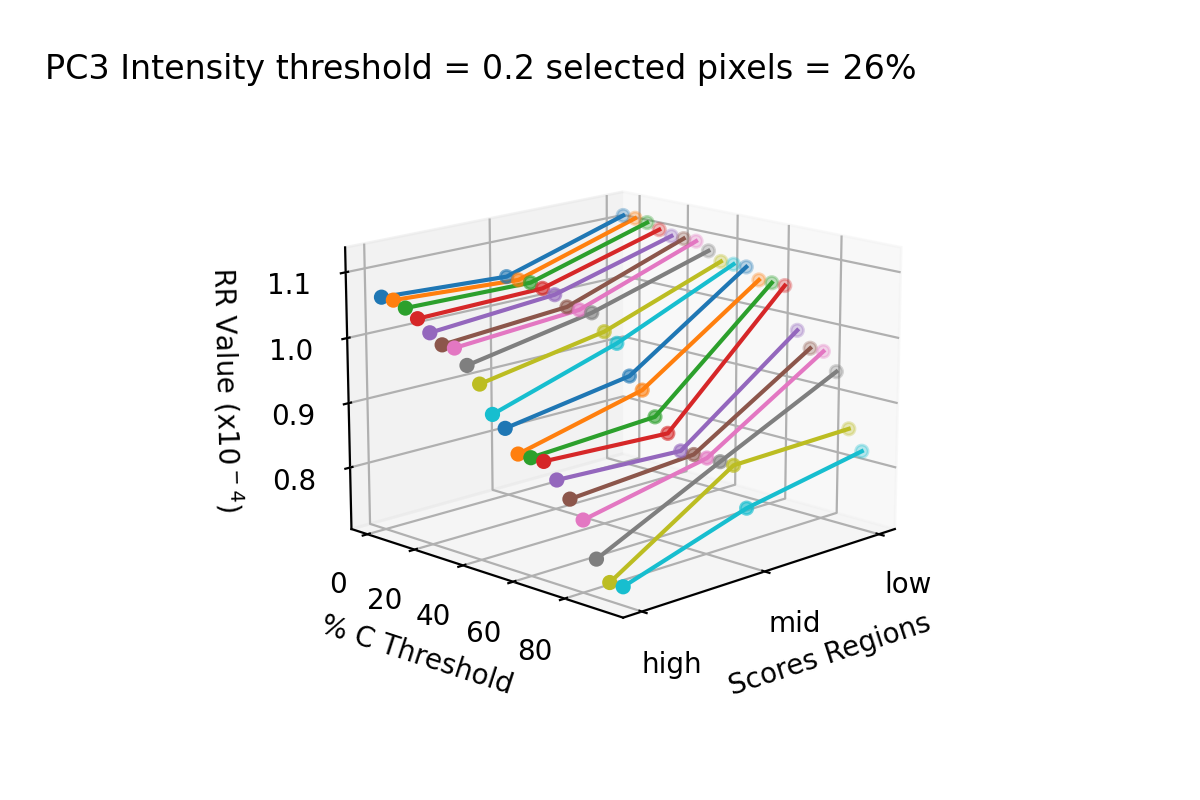 PC3 Intensity threshold = 0.2 selected pixels = 26%
RR Value (x10⁻⁴)
1.1
1.0
0.9
0.8
0
20
40
60
80
% C Threshold
high
mid
low
Scores Regions